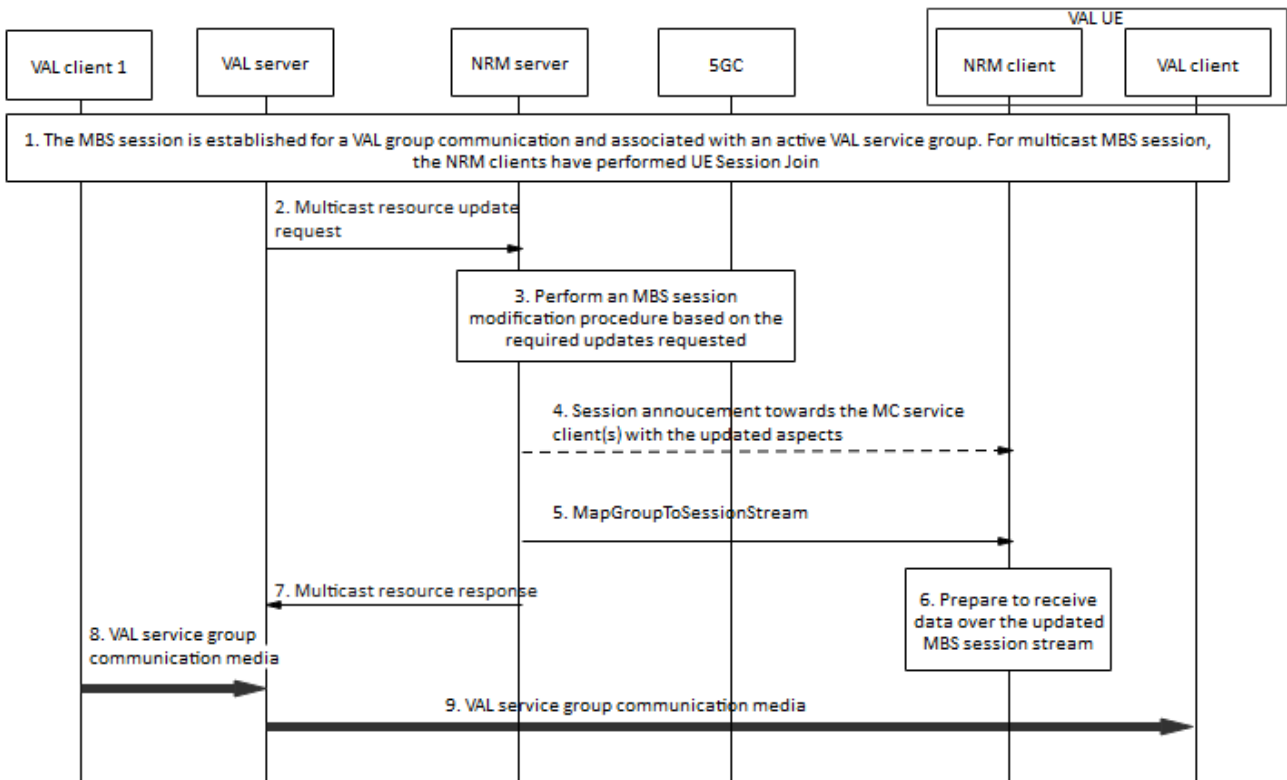 VAL UE
VAL client 1
VAL server
NRM server
5GC
NRM client
VAL client
1. The MBS session is established for a VAL group communication and associated with an active VAL service group. For multicast MBS session,
the NRM clients have performed UE Session Join
2. Multicast resource update
request
3. Perform an MBS session
modification procedure based on the
required updates requested
4. Session annoucement towards the MC service
client(s) with the updated aspects
5. MapGroupToSessionStream
7. Multicast resource response
6. Prepare to receive
data over the updated
MBS session stream
8. VAL service group
communication media
9. VAL service group communication media